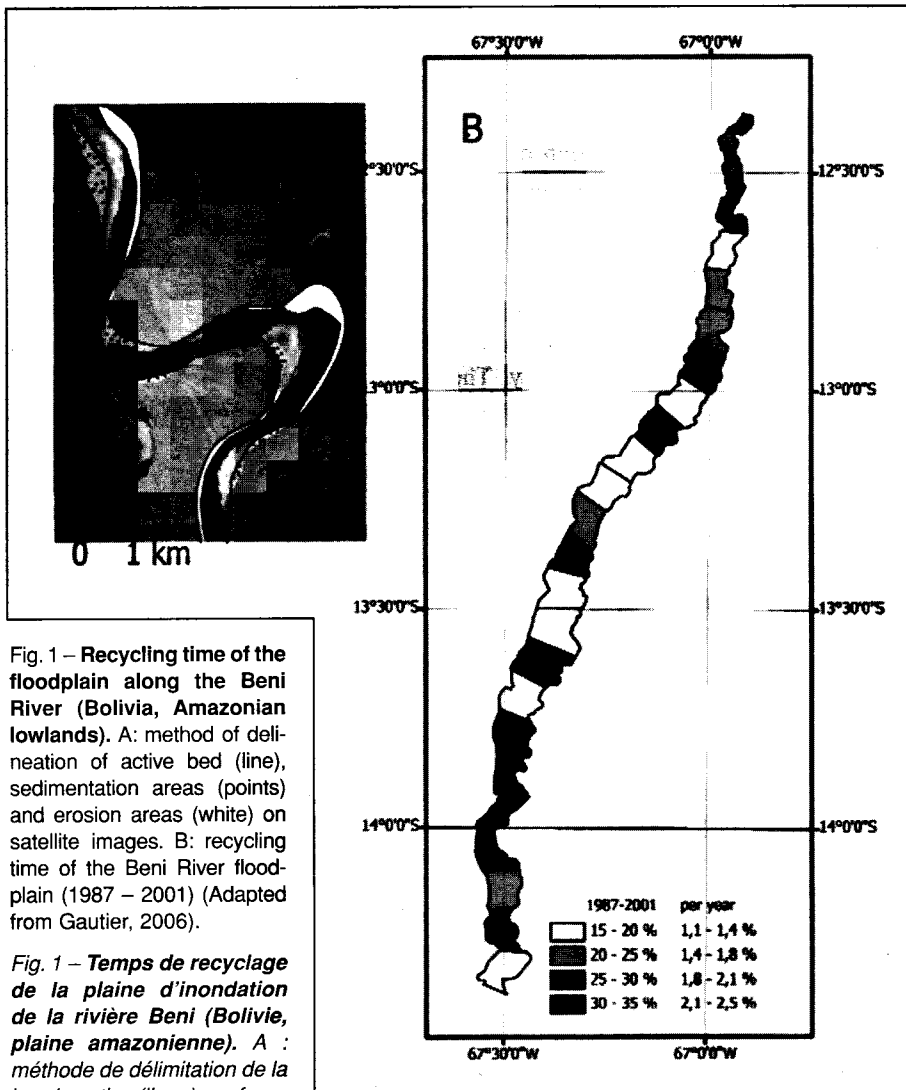 67°30'0"W 67°0'0"W
B
12°30'0"S
13°0'0"S 13°0'0"S
0 1 km
13°30'0"S 13°30'0"S
14°0'0"S 14°0'0"S
1987-2001 per year
15 - 20 % 1,1 - 1,4 %
20 - 25 % 1,4 - 1,8 %
25 - 30 % 1,8 - 2,1 %
30 - 35 % 2,1 - 2,5 %
67°30'0"W 67°0'0"W
Fig. 1 – Recycling time of the
floodplain along the Beni
River (Bolivia, Amazonian
lowlands). A: method of deli-
neation of active bed (line),
sedimentation areas (points)
and erosion areas (white) on
satellite images. B: recycling
time of the Beni River flood-
plain (1987 – 2001) (Adapted
from Gautier, 2006).
Fig. 1 – Temps de recyclage
de la plaine d'inondation
de la rivière Beni (Bolivie,
plaine amazonienne). A :
méthode de délimitation de la